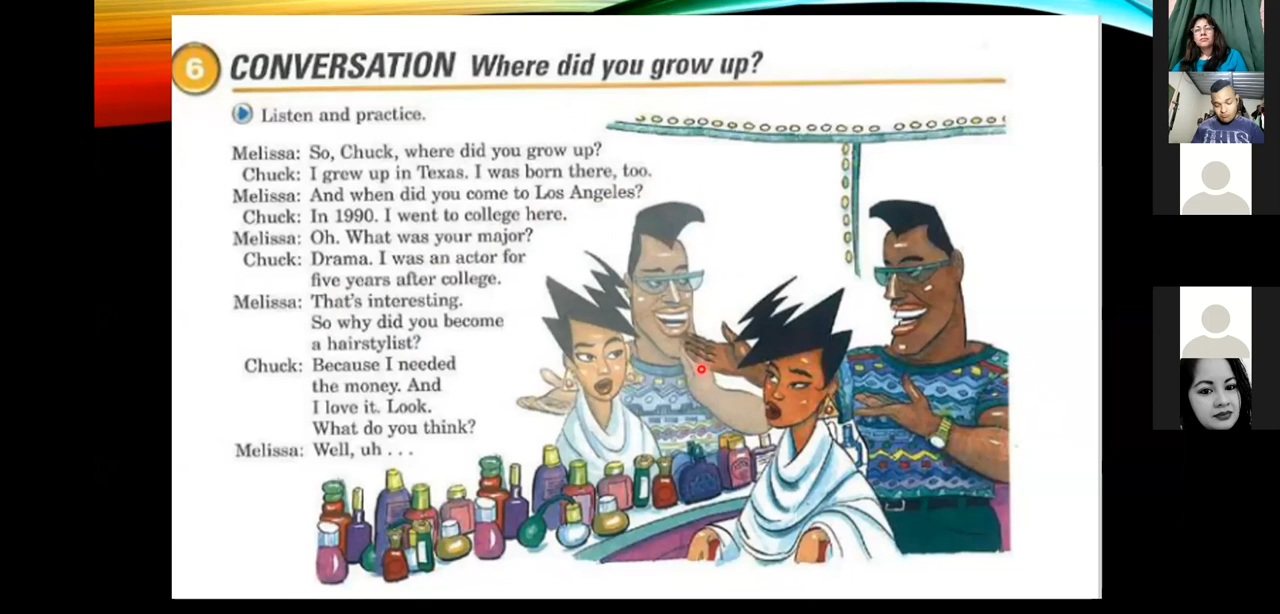 6 CONVERSATION Where did you grow up?
Listen and practice.
Melissa: So, Chuck, where did you grow up?
Chuck: I grew up in Texas. I was born there, too.
Melissa: And when did you come to Los Angeles?
Chuck: In 1990. I went to college here.
Melissa: Oh. What was your major?
Chuck: Drama. I was an actor for
five years after college.
Melissa: That's interesting.
So why did you become
a hairstylist?
Chuck: Because I needed
the money. And
I love it. Look.
What do you think?
Melissa: Well, uh . . .
THIS